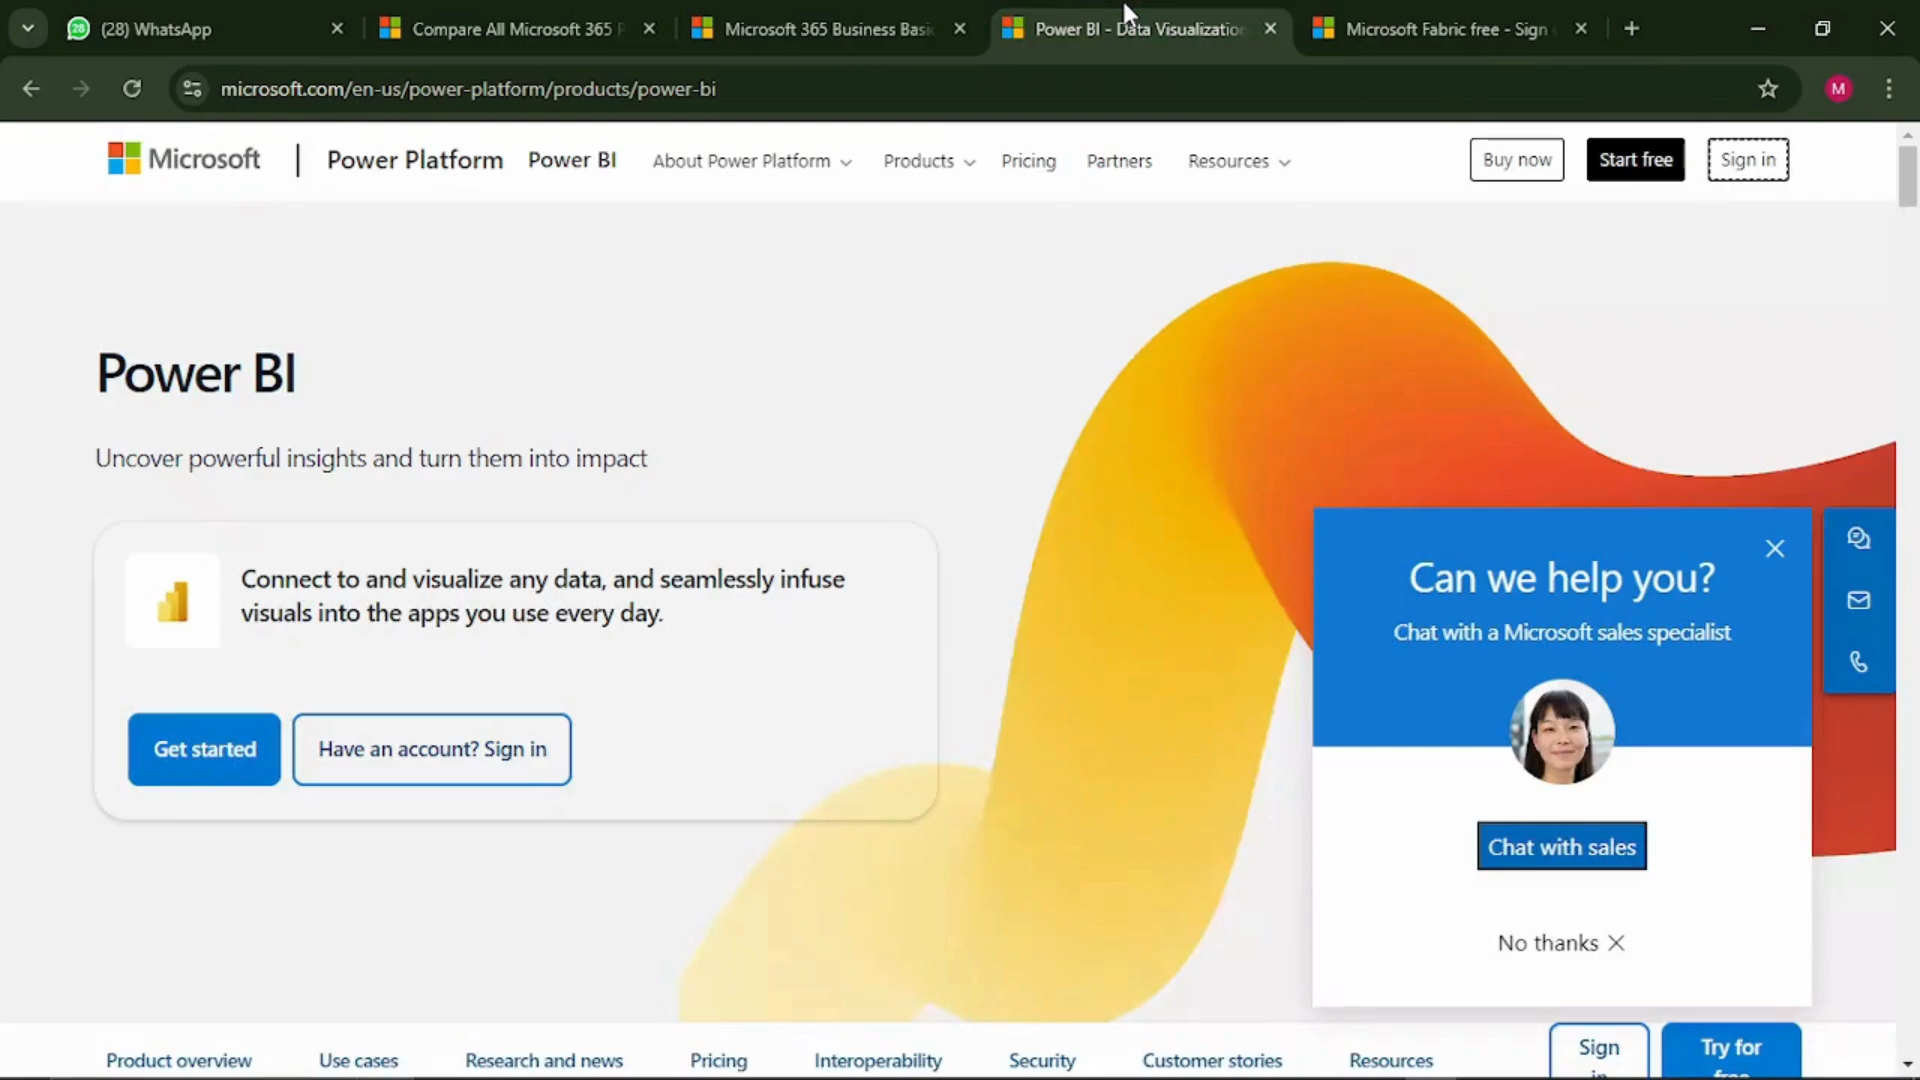 (28) WhatsApp
Compare All Microsoft 365 P
Microsoft 365 Business Basic
Power BI - Data Visualization
Microsoft Fabric free - Sign
microsoft.com/en-us/power-platform/products/power-bi
M
Microsoft
Power Platform
Power BI
About Power Platform
Products
Pricing
Partners
Resources
Buy now
Start free
Sign in
Power BI
Uncover powerful insights and turn them into impact
Connect to and visualize any data, and seamlessly infuse
visuals into the apps you use every day.
Get started
Have an account? Sign in
Can we help you?
Chat with a Microsoft sales specialist
Chat with sales
No thanks
Product overview
Use cases
Research and news
Pricing
Interoperability
Security
Customer stories
Resources
Sign
in
Try for
free